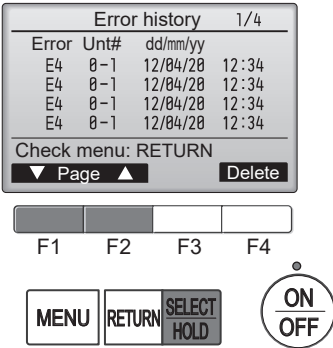 Error history 1/4
Error Unt# dd/mm/yy
E4 0-1 12/04/20 12:34
E4 0-1 12/04/20 12:34
E4 0-1 12/04/20 12:34
E4 0-1 12/04/20 12:34
Check menu: RETURN
▼ Page ▲ Delete
F1 F2 F3 F4
MENU RETURN SELECT
HOLD
ON
OFF